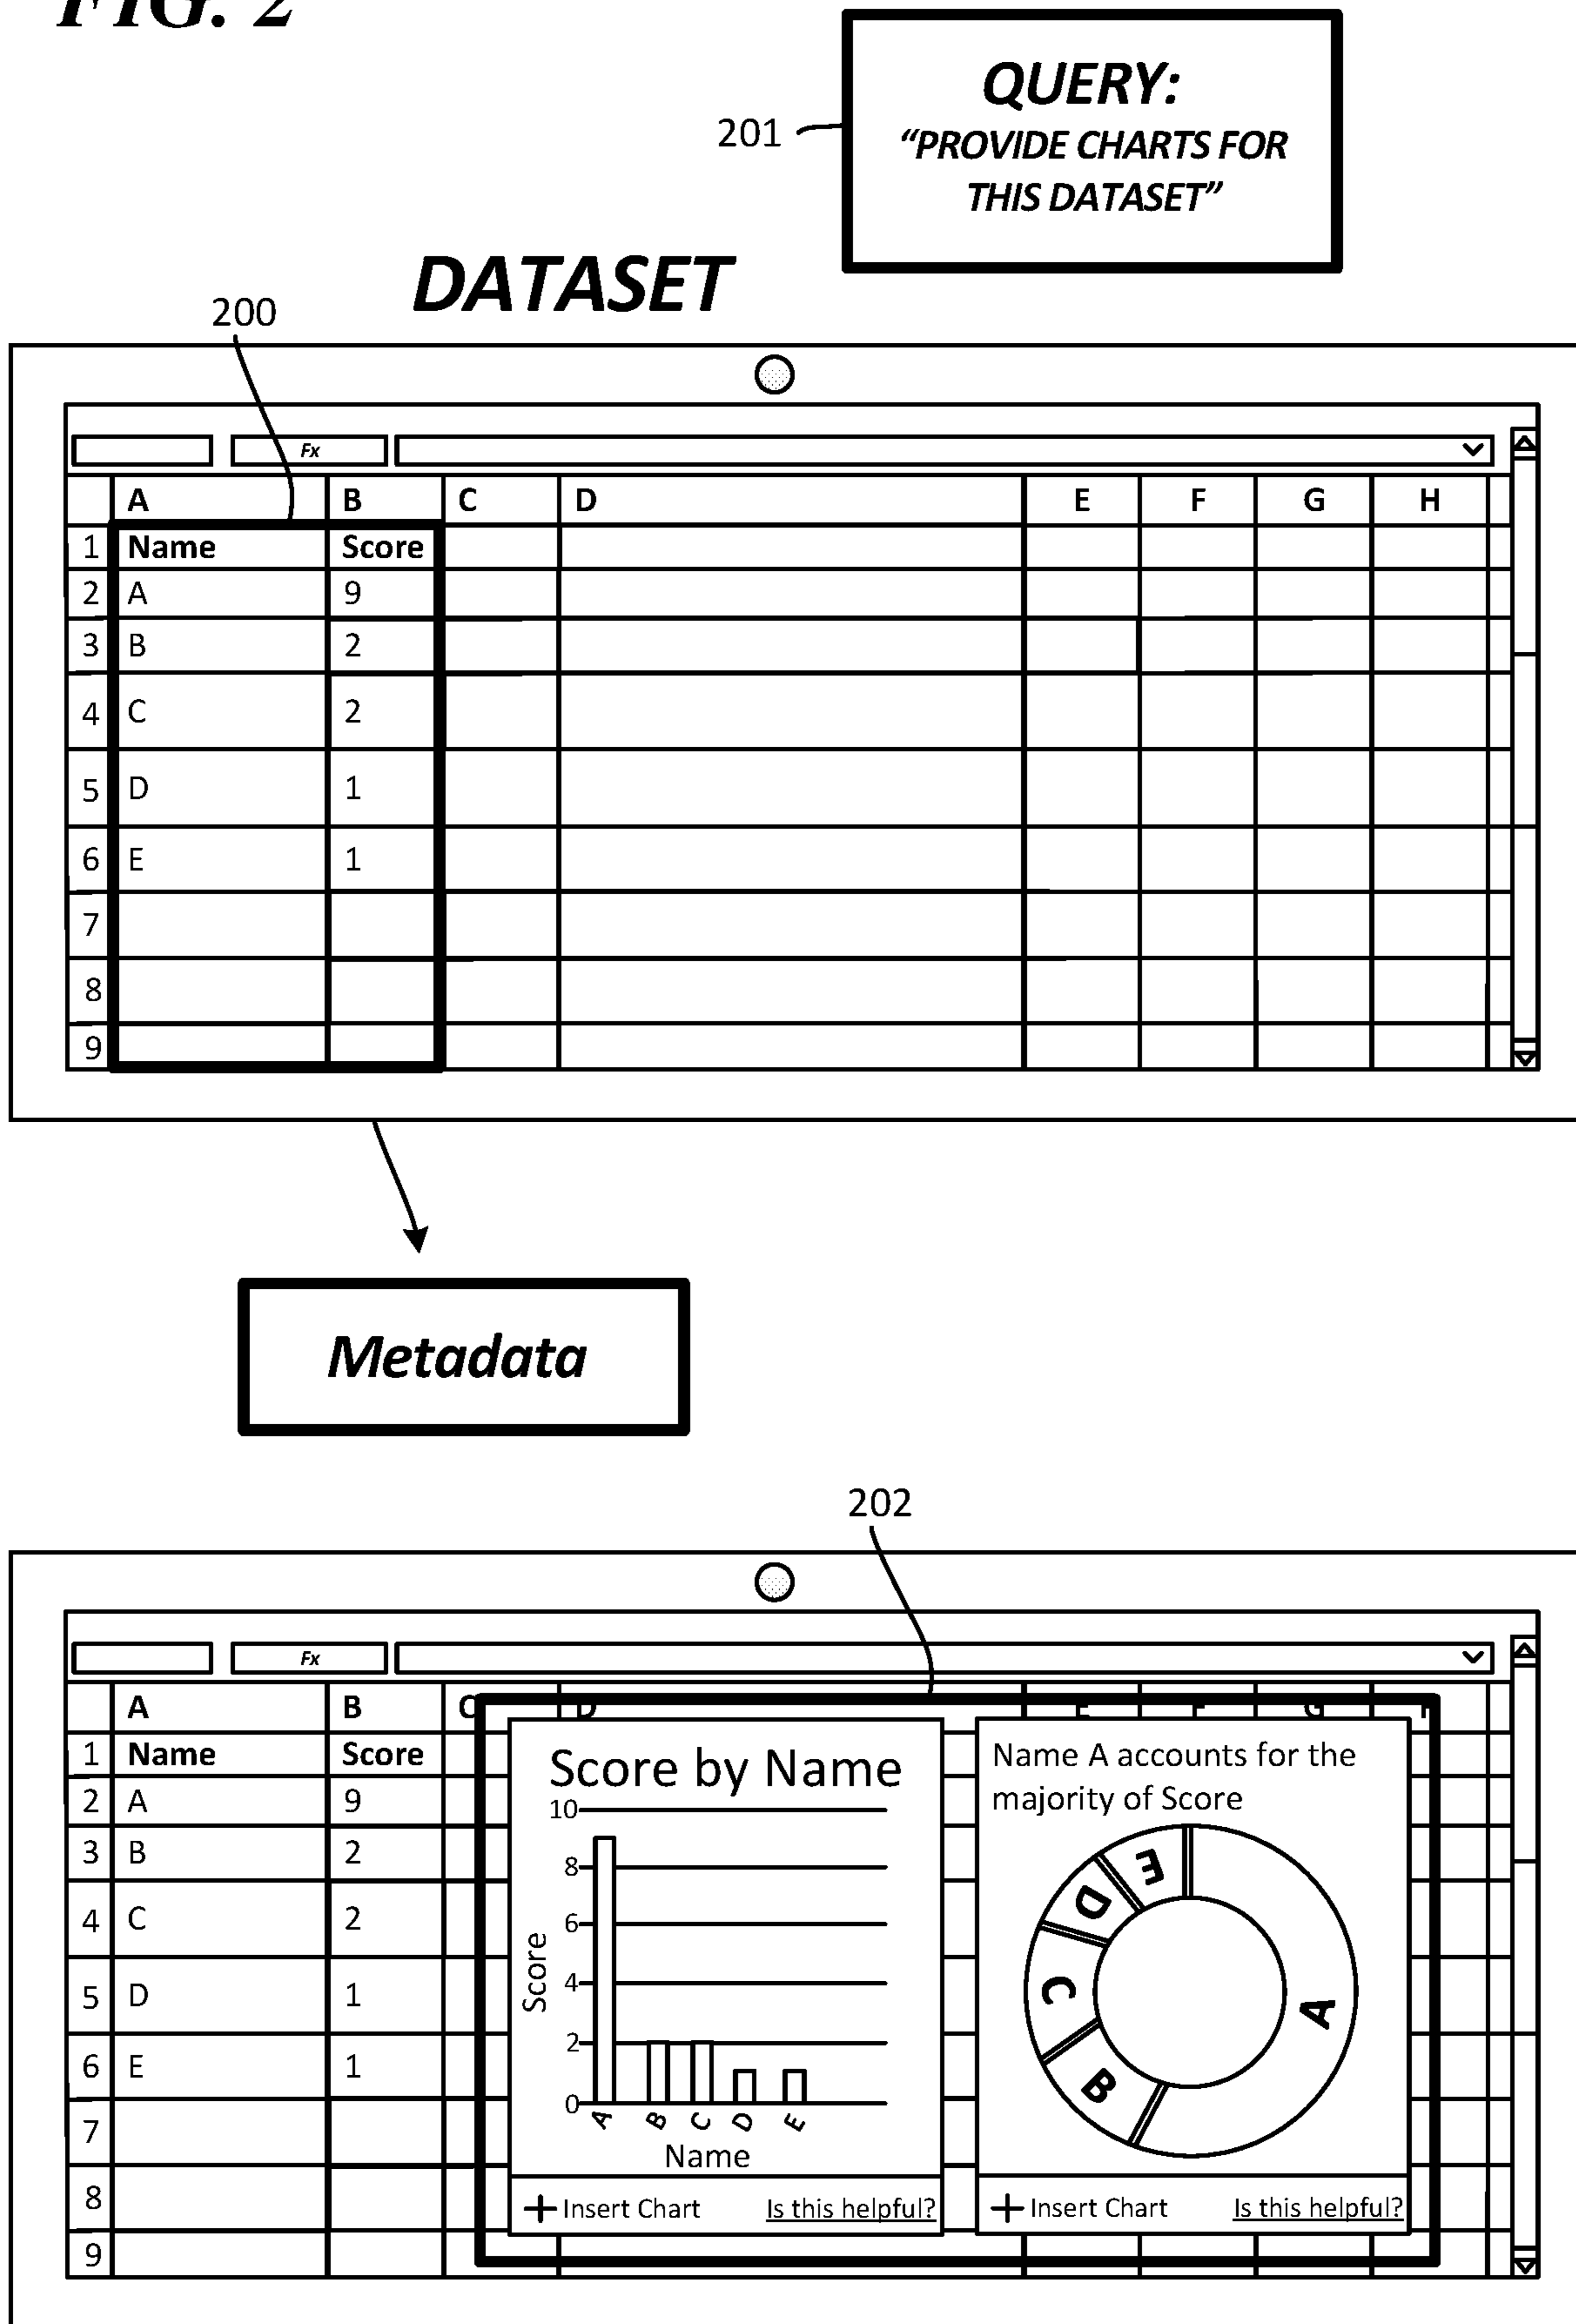 FIG. 2
QUERY:
“PROVIDE CHARTS FOR
THIS DATASET”
201
DATASET
200
Fx
A B C D E F G H
1 Name Score
2 A 9
3 B 2
4 C 2
5 D 1
6 E 1
7
8
9
Metadata
202
Fx
A B C D E F G H
1 Name Score
2 A 9
3 B 2
4 C 2
5 D 1
6 E 1
7
8
9
Score by Name
10
8
6
4
2
0
Score
A B C D E
Name
+ Insert Chart Is this helpful?
Name A accounts for the
majority of Score
A
B
C
D
E
+ Insert Chart Is this helpful?